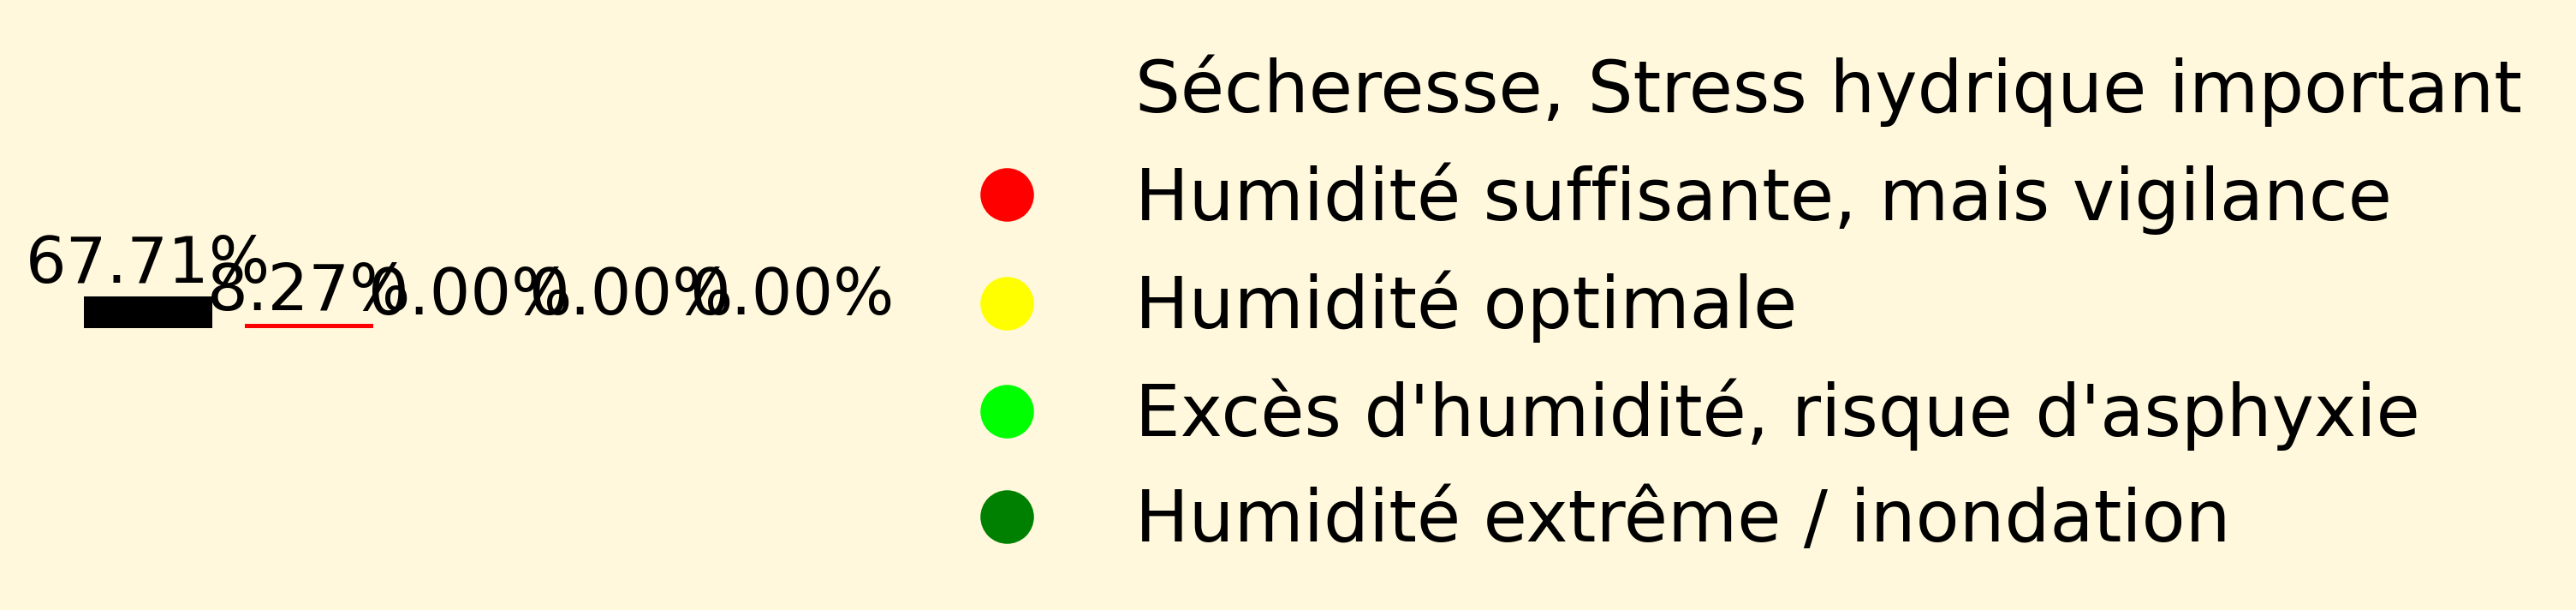 67.71%
8.27%
0.00%
0.00%
0.00%
Sécheresse, Stress hydrique important
Humidité suffisante, mais vigilance
Humidité optimale
Excès d'humidité, risque d'asphyxie
Humidité extrême / inondation